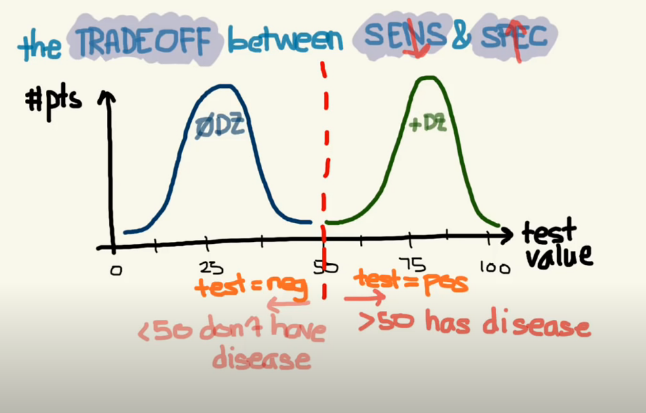 the TRADEOFF between SENS & SPEC
#pts
ØDZ
+DZ
0 25 50 75 100
test value
test=neg test=pos
<50 don't have disease
>50 has disease